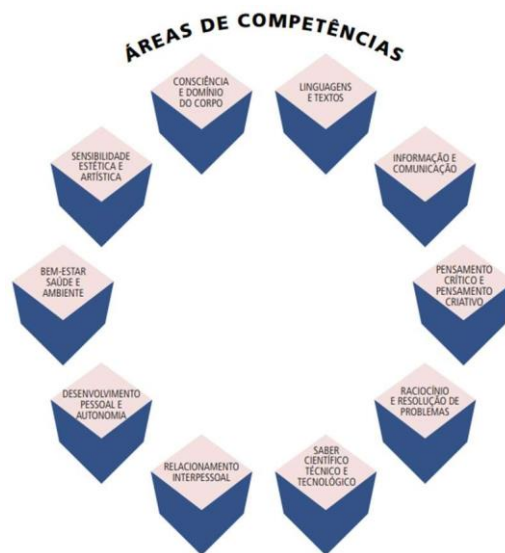 ÁREAS DE COMPETÊNCIAS
CONSCIÊNCIA
E DOMÍNIO
DO CORPO
LINGUAGENS
E TEXTOS
INFORMAÇÃO E
COMUNICAÇÃO
PENSAMENTO
CRÍTICO E
PENSAMENTO
CRIATIVO
RACIOCÍNIO
E RESOLUÇÃO DE
PROBLEMAS
SABER
CIENTÍFICO
TÉCNICO E
TECNOLÓGICO
RELACIONAMENTO
INTERPESSOAL
DESENVOLVIMENTO
PESSOAL E
AUTONOMIA
BEM-ESTAR
SAÚDE E
AMBIENTE
SENSIBILIDADE
ESTÉTICA E
ARTÍSTICA